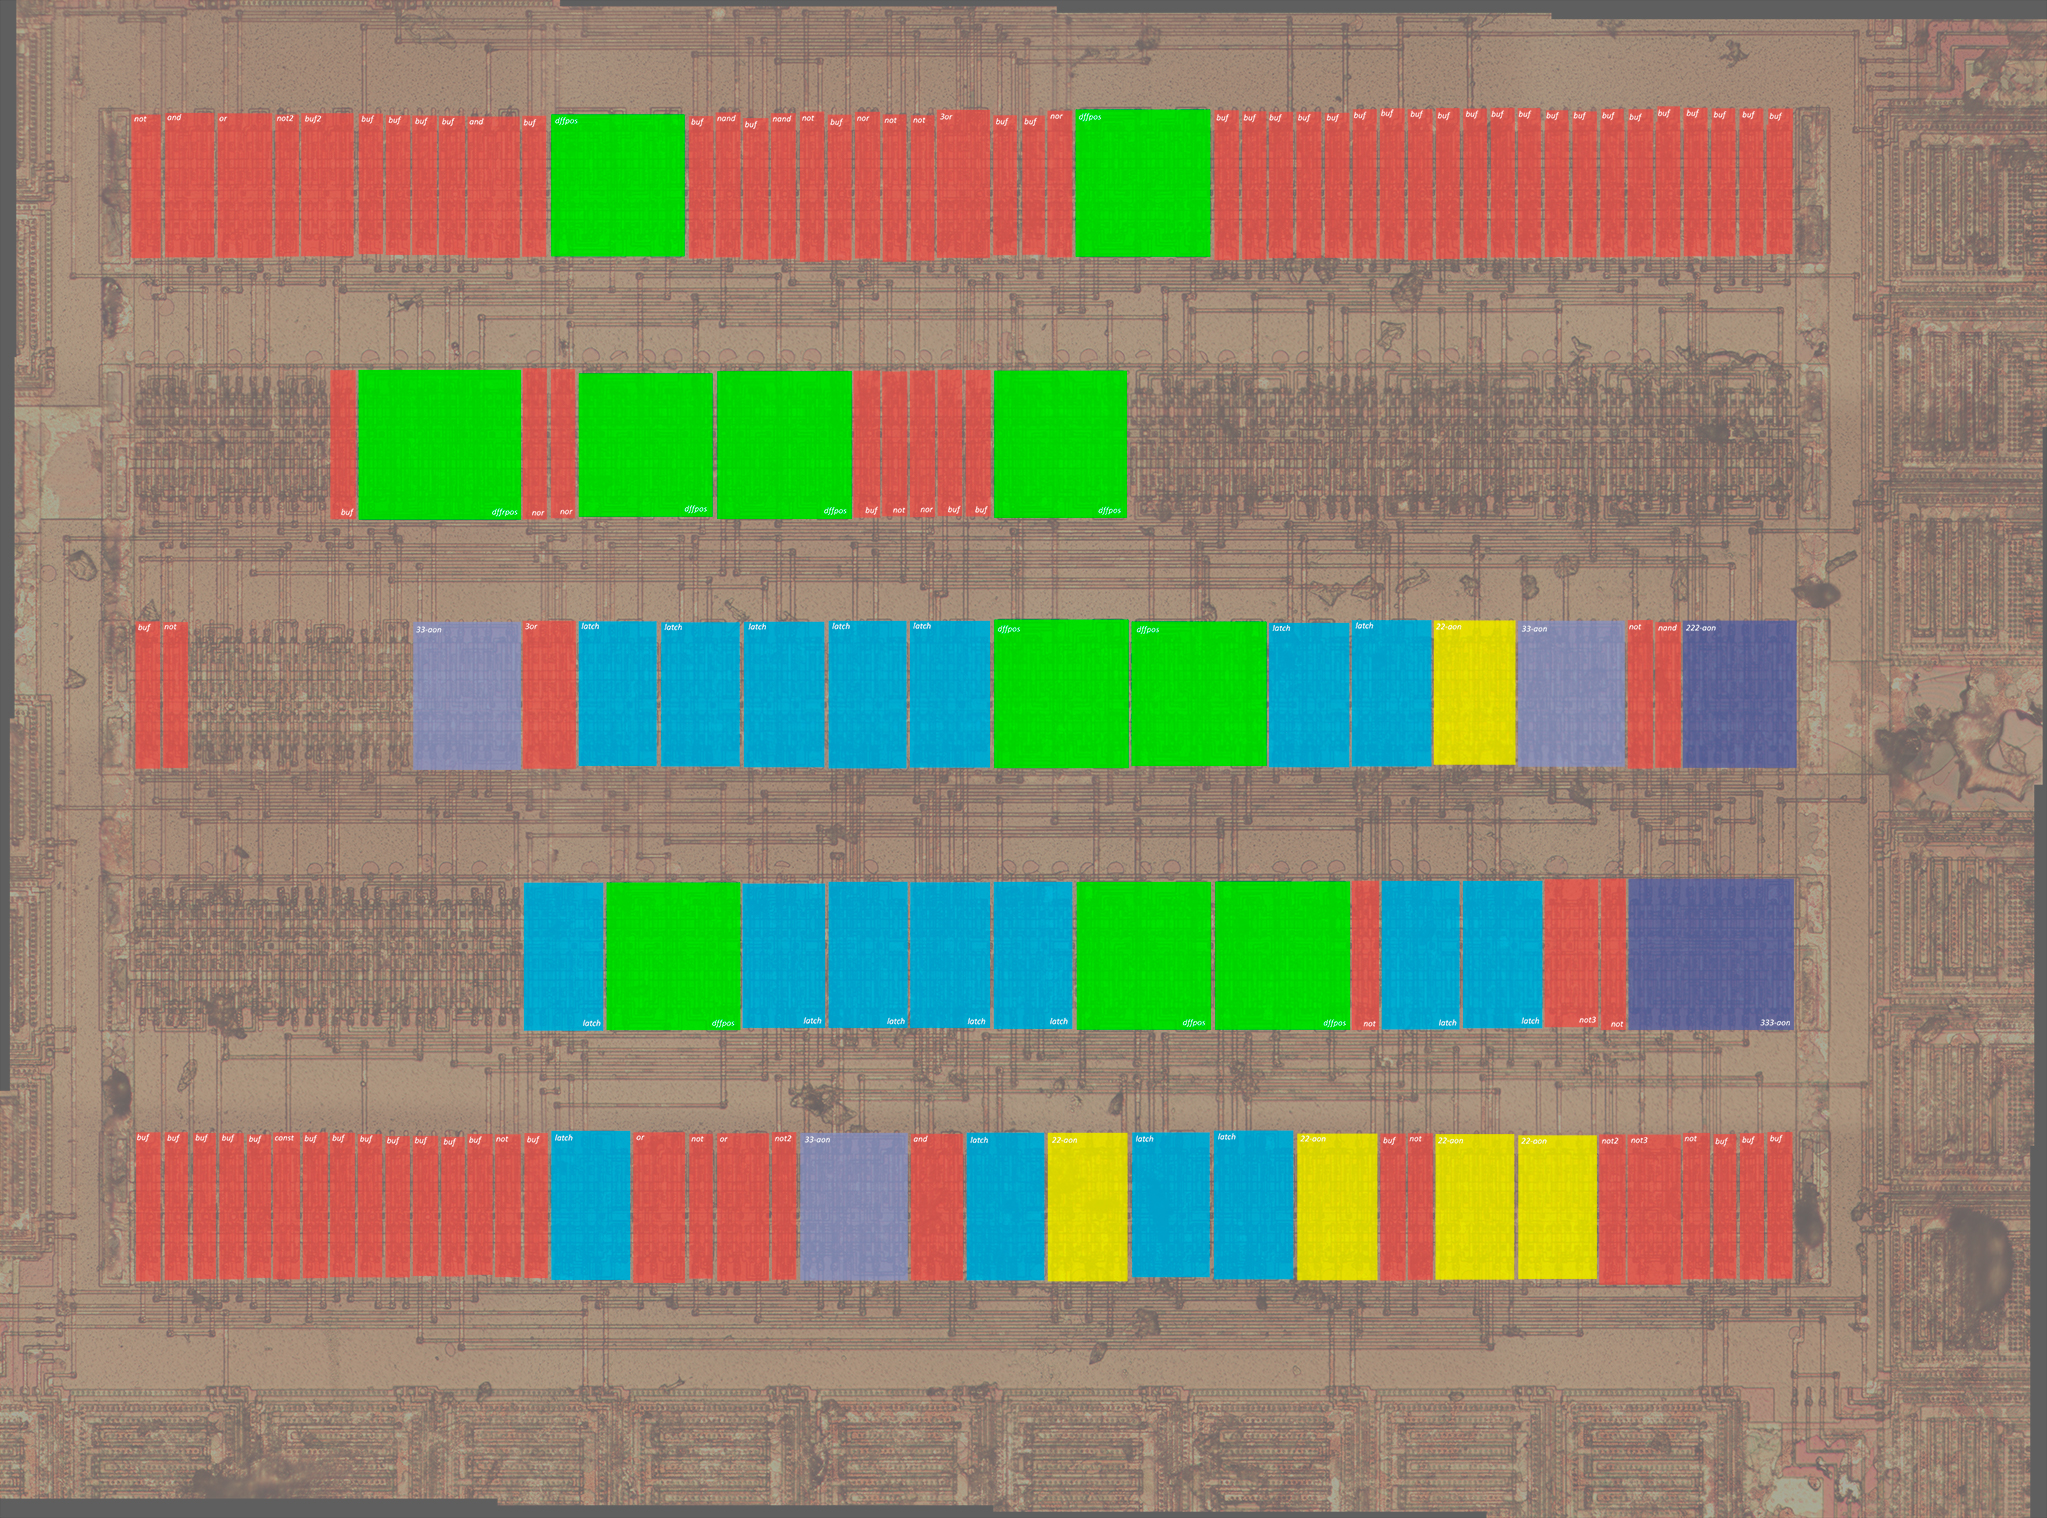 not and or not2 buf2 buf buf buf buf and buf dffpos buf nand buf nand not buf nor not not 3or buf buf nor dffpos buf buf buf buf buf buf buf buf buf buf buf buf buf buf buf buf buf buf buf buf buf
buf dffrpos nor nor dffpos dffpos buf not nor buf buf dffpos
buf not 33-aon 3or latch latch latch latch latch dffpos dffpos latch latch 22-aon 33-aon not nand 222-aon
latch dffpos latch latch latch latch dffpos dffpos not latch latch not3 not 333-aon
buf buf buf buf buf const buf buf buf buf buf buf buf not buf latch or not or not2 33-aon and latch 22-aon latch latch 22-aon buf not 22-aon 22-aon not2 not3 not buf buf buf